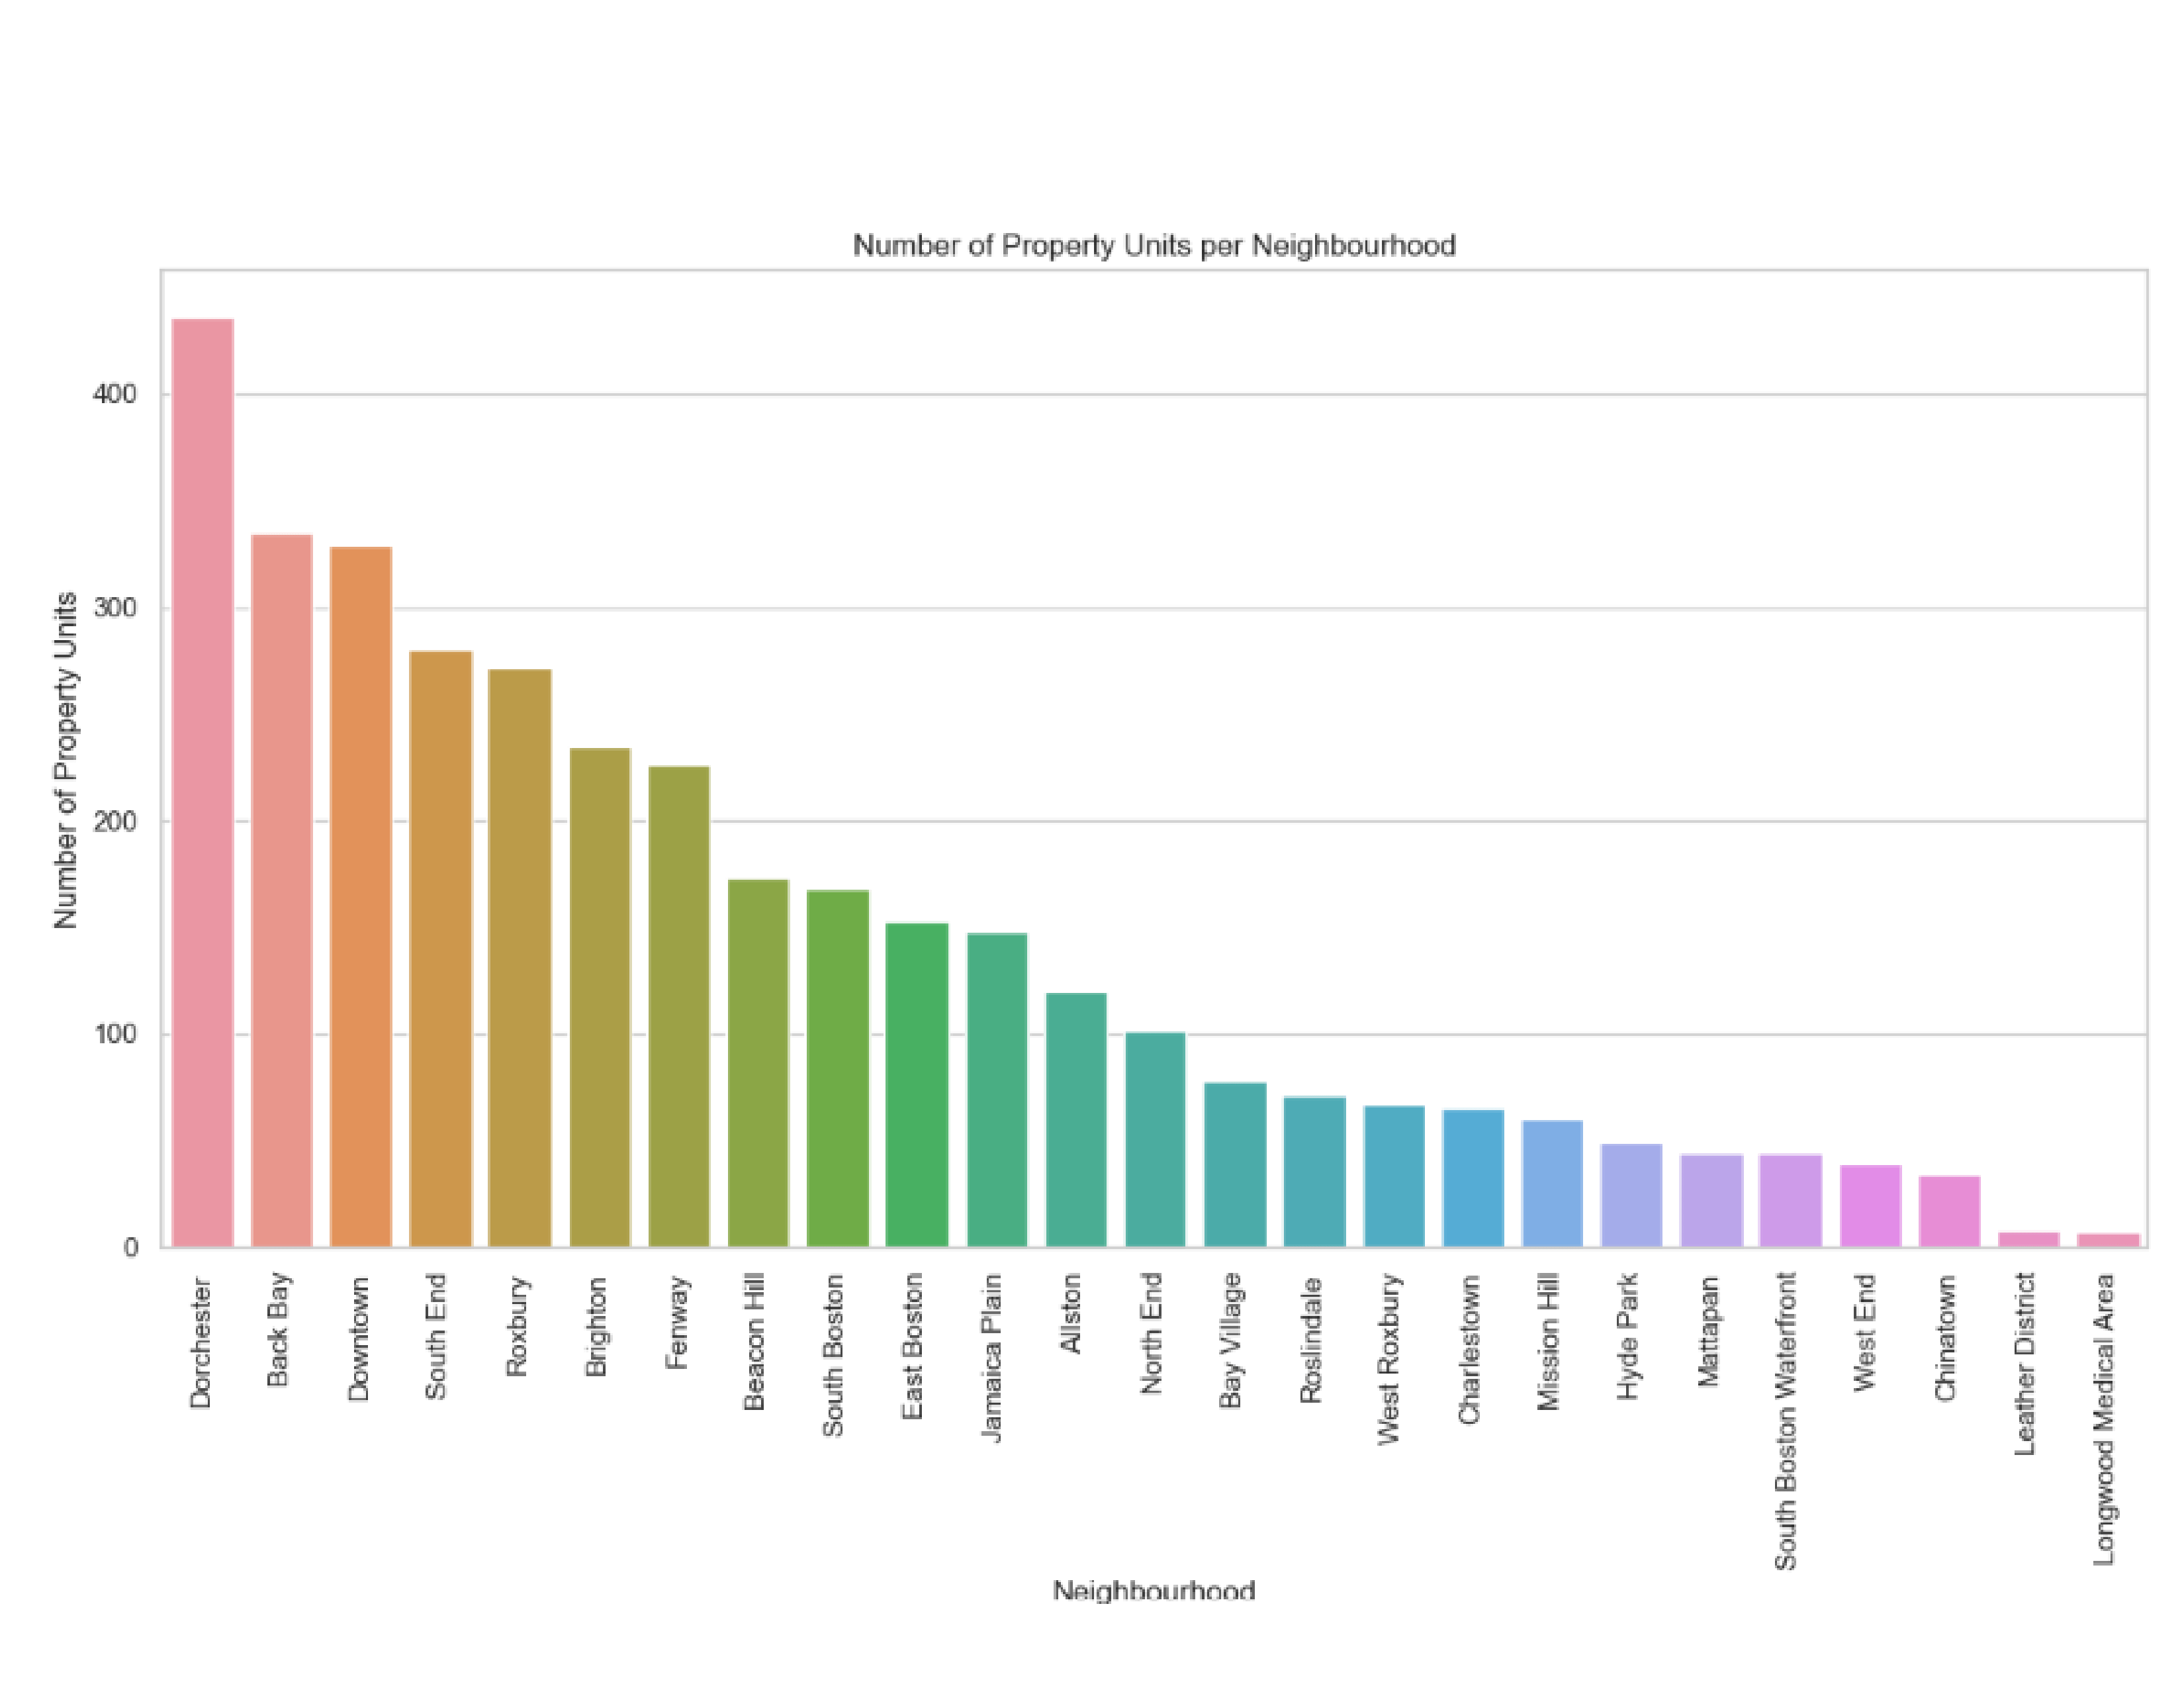 Number of Property Units per Neighbourhood
Number of Property Units
400
300
200
100
0
Dorchester
Back Bay
Downtown
South End
Roxbury
Brighton
Fenway
Beacon Hill
South Boston
East Boston
Jamaica Plain
Allston
North End
Bay Village
Roslindale
West Roxbury
Charlestown
Mission Hill
Hyde Park
Mattapan
South Boston Waterfront
West End
Chinatown
Leather District
Longwood Medical Area
Neighbourhood